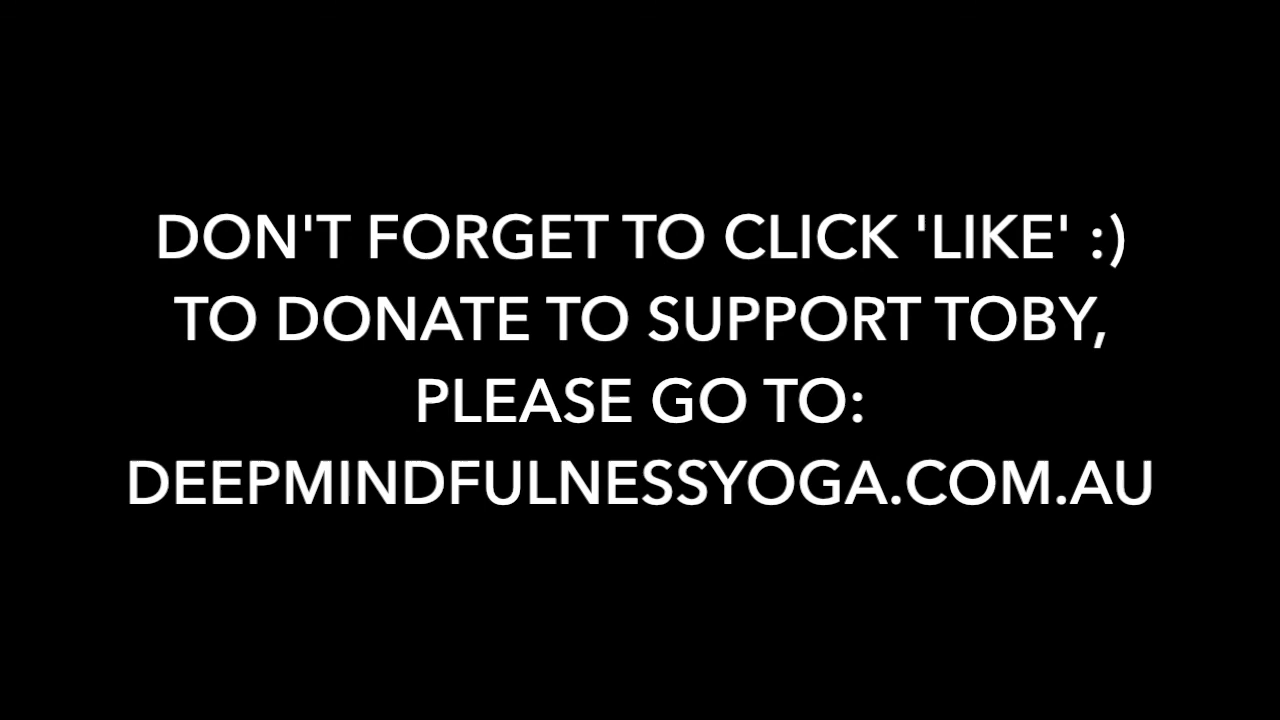 DON'T FORGET TO CLICK 'LIKE' :)
TO DONATE TO SUPPORT TOBY,
PLEASE GO TO:
DEEPMINDFULNESSYOGA.COM.AU